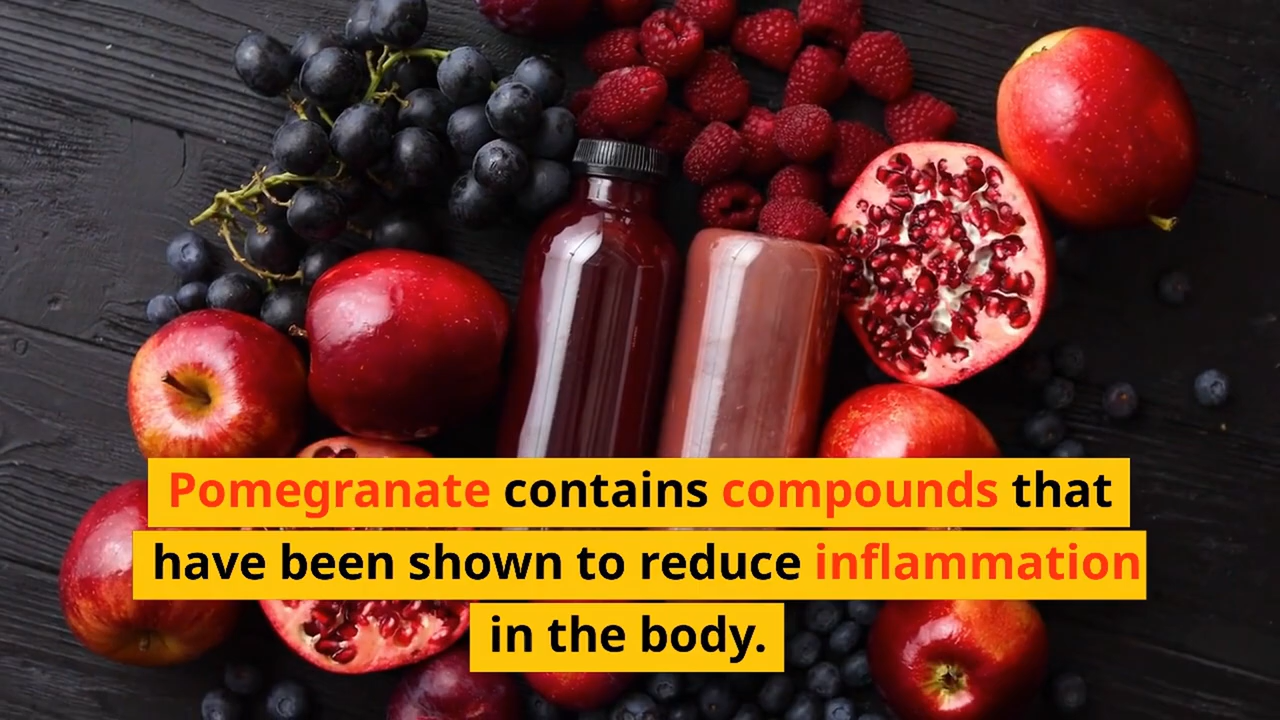 Pomegranate contains compounds that
have been shown to reduce inflammation
in the body.